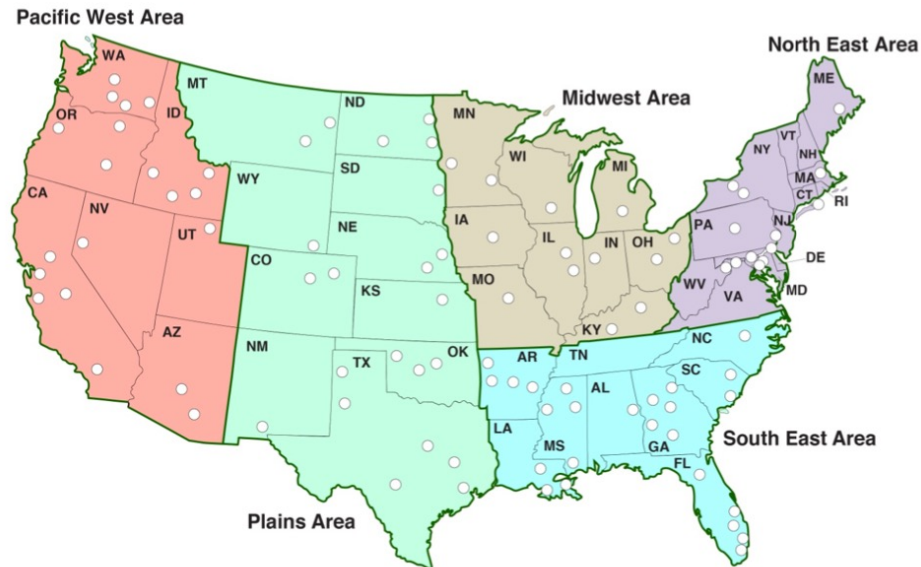 Pacific West Area
North East Area
Midwest Area
WA
MT
ND
MN
ME
OR
ID
WI
MI
NY
VT
NH
MA
CT
RI
WY
SD
CA
NV
UT
NE
IA
IL
IN
OH
PA
NJ
DE
CO
KS
MO
WV
VA
MD
KY
AZ
NM
TX
OK
AR
TN
NC
SC
AL
LA
MS
GA
FL
South East Area
Plains Area